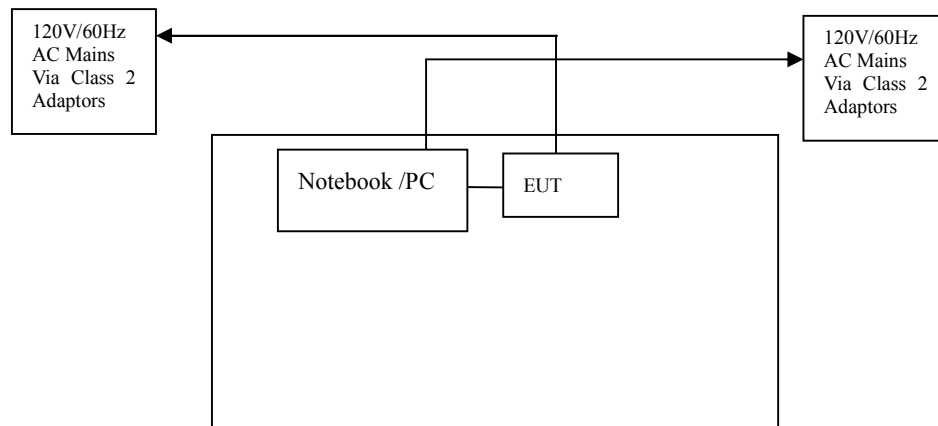 120V/60Hz
AC Mains
Via Class 2
Adaptors
120V/60Hz
AC Mains
Via Class 2
Adaptors
Notebook /PC
EUT